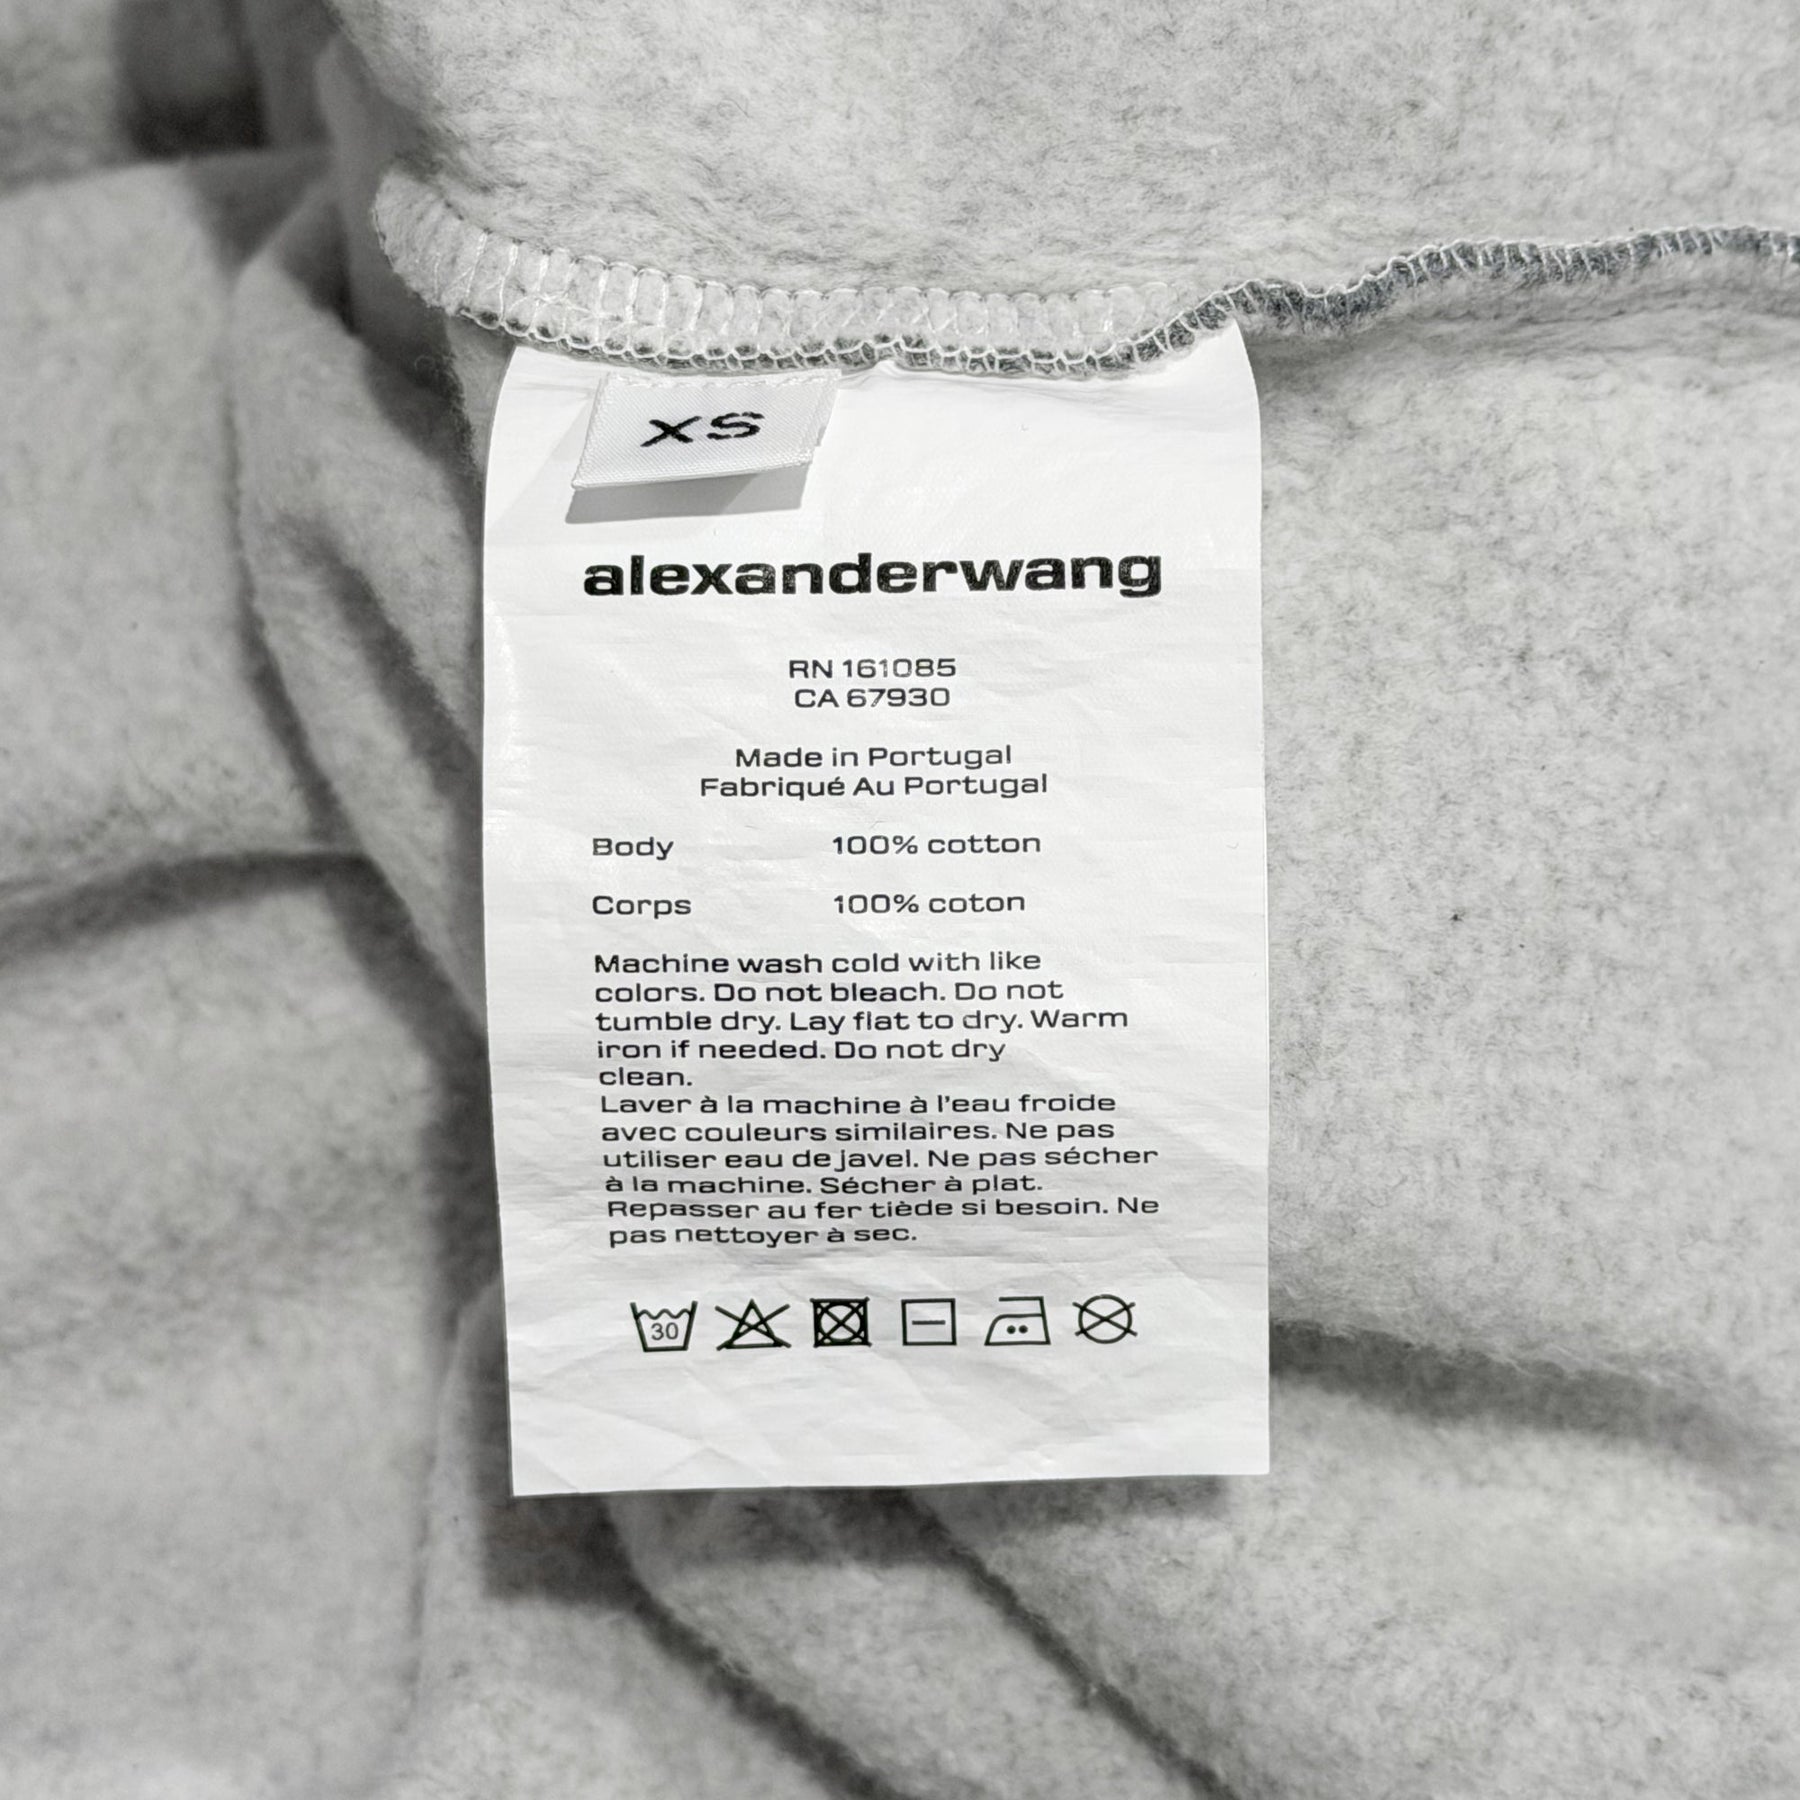 XS
alexanderwang
RN 161085
CA 67930
Made in Portugal
Fabriqué Au Portugal
Body 100% cotton
Corps 100% coton
Machine wash cold with like
colors. Do not bleach. Do not
tumble dry. Lay flat to dry. Warm
iron if needed. Do not dry
clean.
Laver à la machine à l'eau froide
avec couleurs similaires. Ne pas
utiliser eau de javel. Ne pas sécher
à la machine. Sécher à plat.
Repasser au fer tiède si besoin. Ne
pas nettoyer à sec.
30